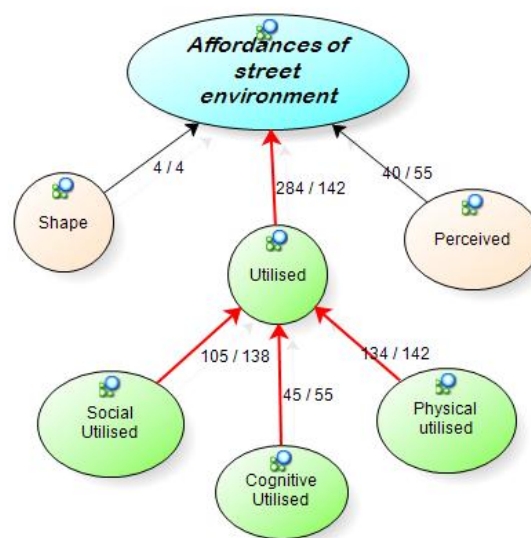 Affordances of
street
environment
4 / 4
284 / 142
40 / 55
Shape
Perceived
Utilised
105 / 138
45 / 55
134 / 142
Social
Utilised
Cognitive
Utilised
Physical
utilised